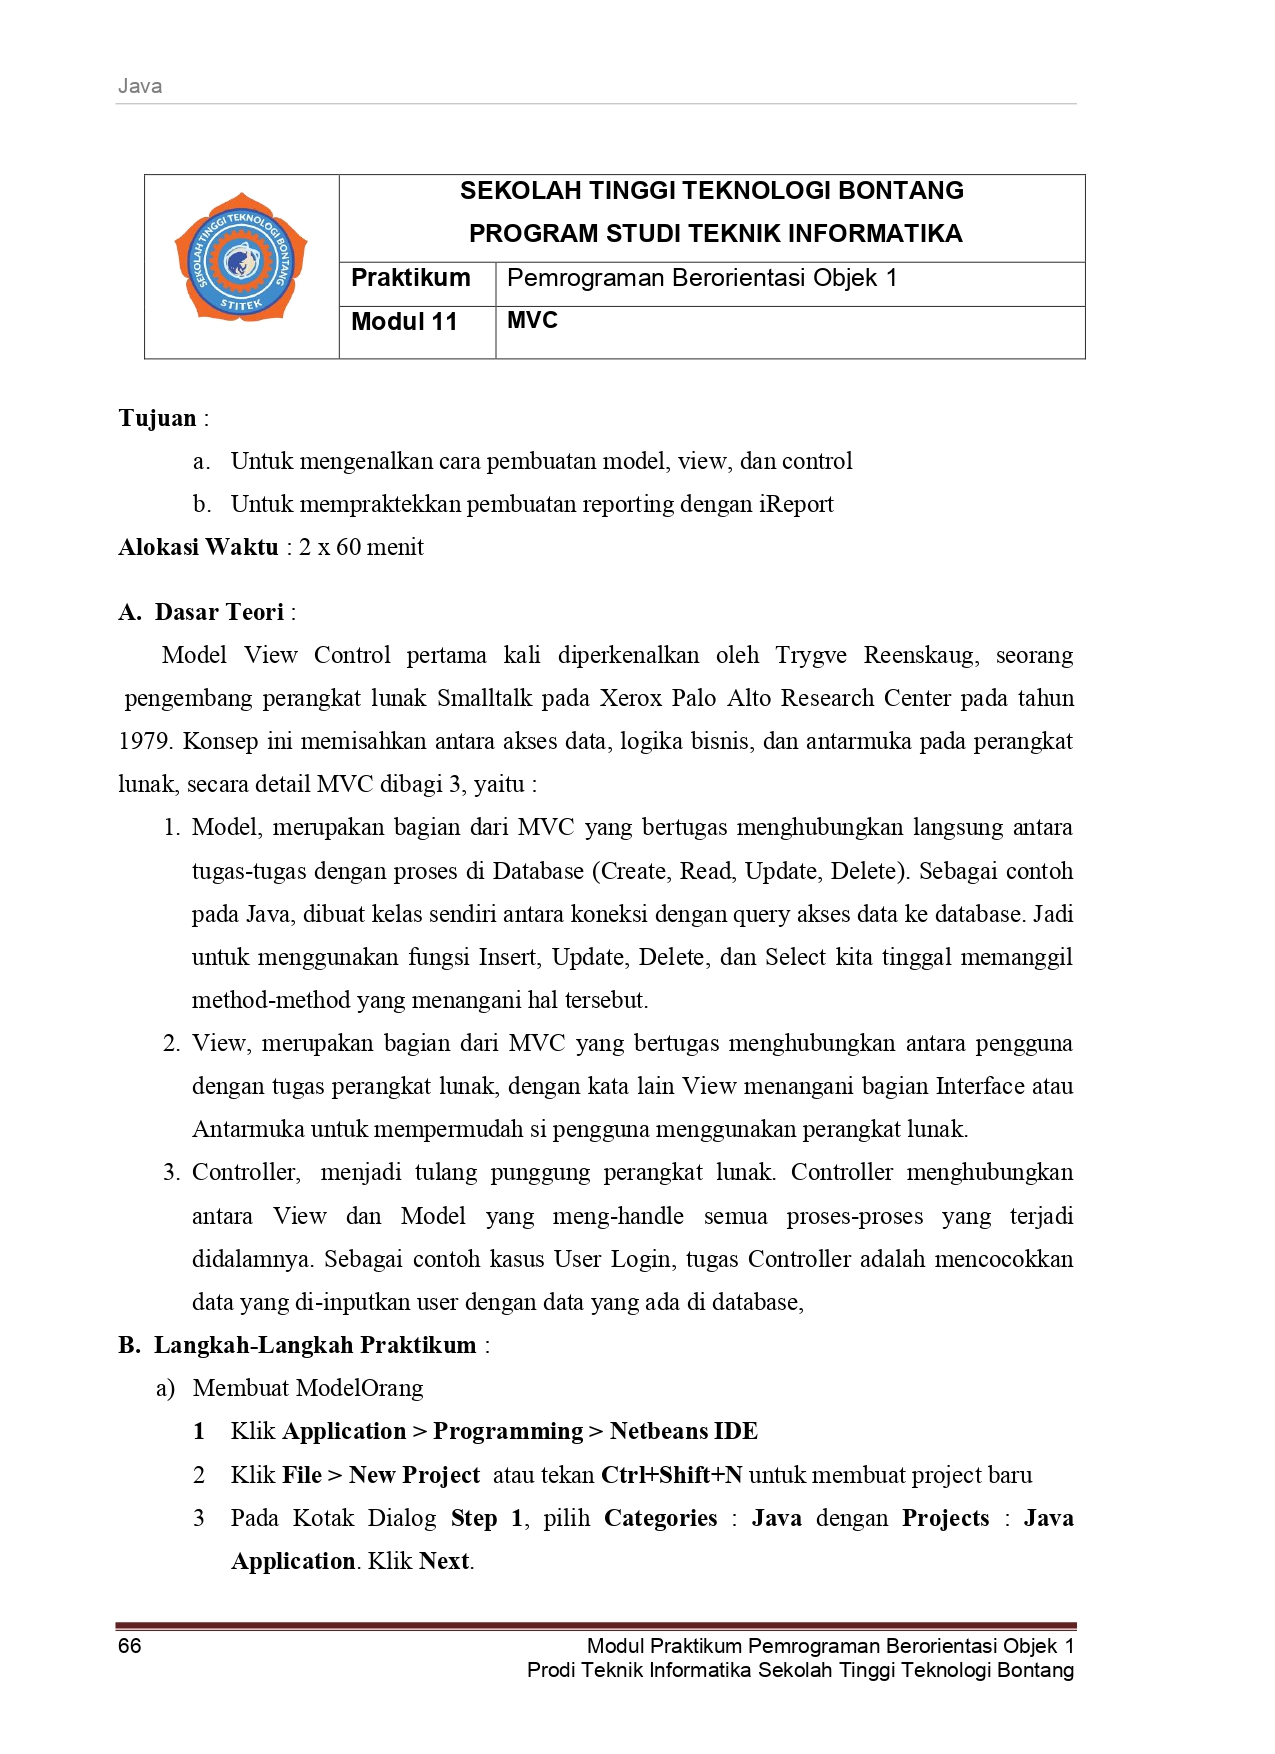 Java
SEKOLAH TINGGI TEKNOLOGI BONTANG
STITEK
SEKOLAH TINGGI TEKNOLOGI BONTANG
PROGRAM STUDI TEKNIK INFORMATIKA
Praktikum Pemrograman Berorientasi Objek 1
Modul 11 MVC
Tujuan :
a. Untuk mengenalkan cara pembuatan model, view, dan control
b. Untuk mempraktekkan pembuatan reporting dengan iReport
Alokasi Waktu : 2 x 60 menit
A. Dasar Teori :
Model View Control pertama kali diperkenalkan oleh Trygve Reenskaug, seorang
pengembang perangkat lunak Smalltalk pada Xerox Palo Alto Research Center pada tahun
1979. Konsep ini memisahkan antara akses data, logika bisnis, dan antarmuka pada perangkat
lunak, secara detail MVC dibagi 3, yaitu :
1. Model, merupakan bagian dari MVC yang bertugas menghubungkan langsung antara
tugas-tugas dengan proses di Database (Create, Read, Update, Delete). Sebagai contoh
pada Java, dibuat kelas sendiri antara koneksi dengan query akses data ke database. Jadi
untuk menggunakan fungsi Insert, Update, Delete, dan Select kita tinggal memanggil
method-method yang menangani hal tersebut.
2. View, merupakan bagian dari MVC yang bertugas menghubungkan antara pengguna
dengan tugas perangkat lunak, dengan kata lain View menangani bagian Interface atau
Antarmuka untuk mempermudah si pengguna menggunakan perangkat lunak.
3. Controller, menjadi tulang punggung perangkat lunak. Controller menghubungkan
antara View dan Model yang meng-handle semua proses-proses yang terjadi
didalamnya. Sebagai contoh kasus User Login, tugas Controller adalah mencocokkan
data yang di-inputkan user dengan data yang ada di database,
B. Langkah-Langkah Praktikum :
a) Membuat ModelOrang
1 Klik Application > Programming > Netbeans IDE
2 Klik File > New Project atau tekan Ctrl+Shift+N untuk membuat project baru
3 Pada Kotak Dialog Step 1, pilih Categories : Java dengan Projects : Java
Application. Klik Next.
66 Modul Praktikum Pemrograman Berorientasi Objek 1
Prodi Teknik Informatika Sekolah Tinggi Teknologi Bontang